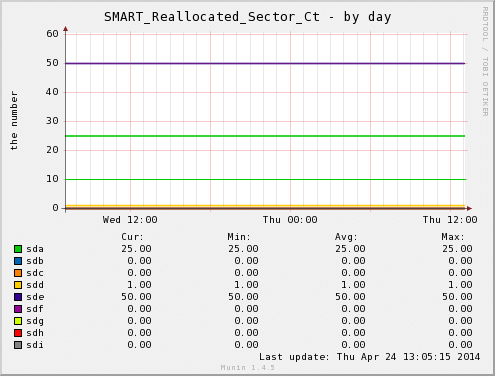 SMART_Reallocated_Sector_Ct - by day
RRDTOOL / TOBI OETIKER
the number
60
50
40
30
20
10
0
Wed 12:00 Thu 00:00 Thu 12:00
Cur: Min: Avg: Max:
sda 25.00 25.00 25.00 25.00
sdb 0.00 0.00 0.00 0.00
sdc 0.00 0.00 0.00 0.00
sdd 1.00 1.00 1.00 1.00
sde 50.00 50.00 50.00 50.00
sdf 0.00 0.00 0.00 0.00
sdg 0.00 0.00 0.00 0.00
sdh 0.00 0.00 0.00 0.00
sdi 0.00 0.00 0.00 0.00
Last update: Thu Apr 24 13:05:15 2014
Munin 1.4.5